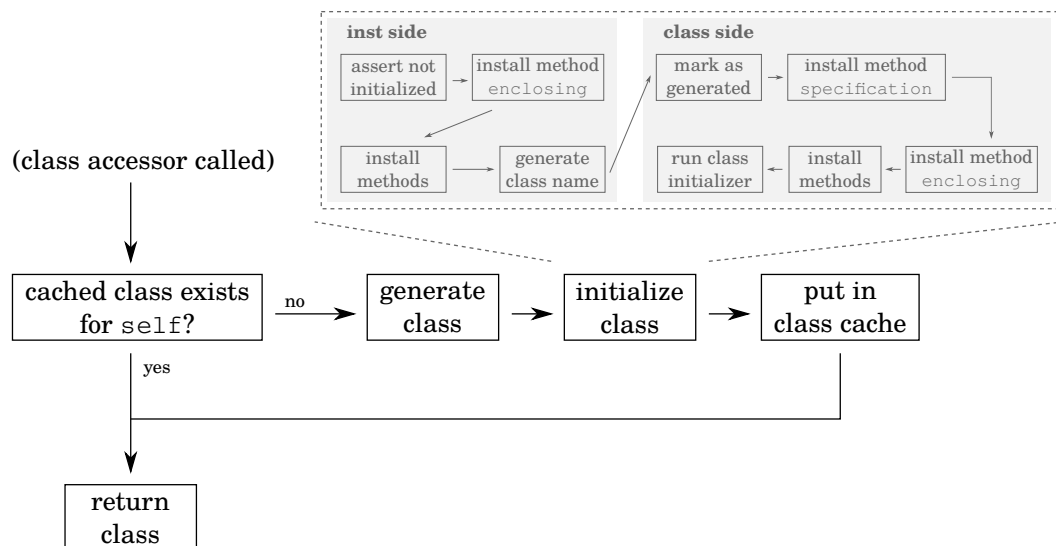 inst side
assert not
initialized
install method
enclosing
install
methods
generate
class name
class side
mark as
generated
install method
specification
run class
initializer
install
methods
install method
enclosing
(class accessor called)
cached class exists
for self?
no
generate
class
initialize
class
put in
class cache
yes
return
class